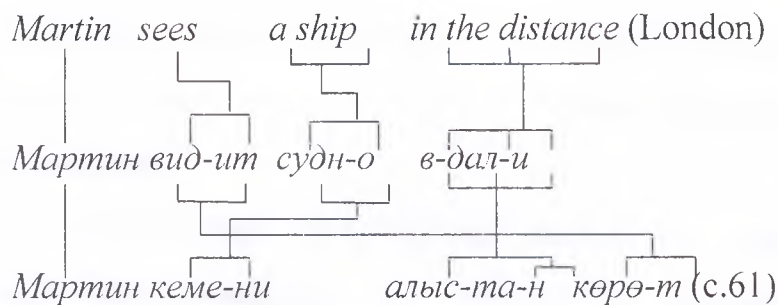 Martin sees a ship in the distance (London)
Мартин вид-ит судн-о в-дал-и
Мартин кеме-ни алыс-та-н көрө-т (с.61)